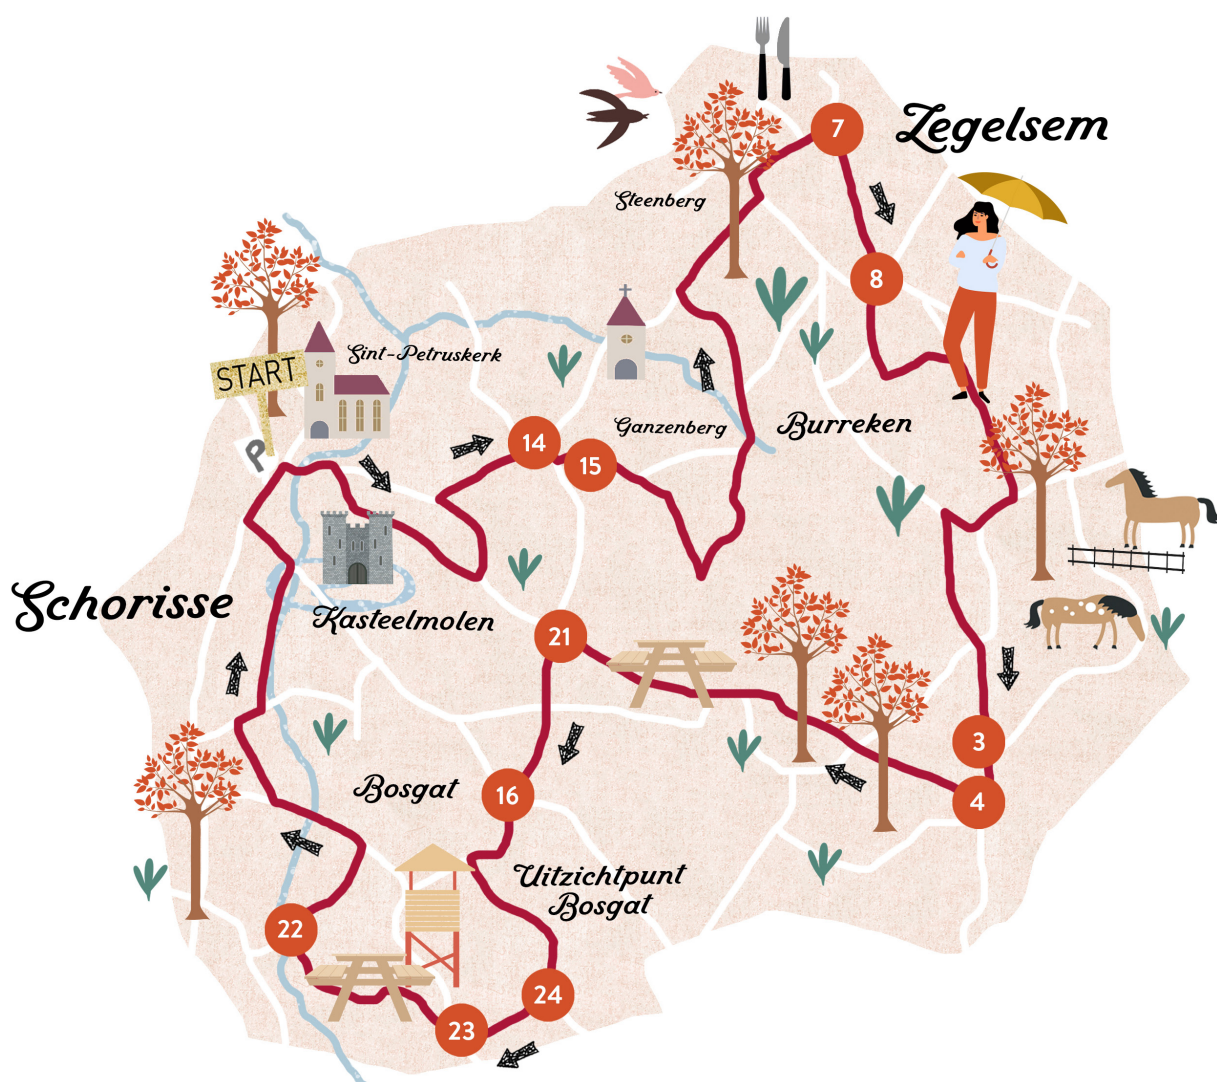 7
Zegelsem
Steenberg
8
START
Sint-Petruskerk
Ganzenberg
Burreken
14
15
P
Schorisse
Kasteelmolen
21
3
Bosgat
16
4
Uitzichtpunt
Bosgat
22
24
23